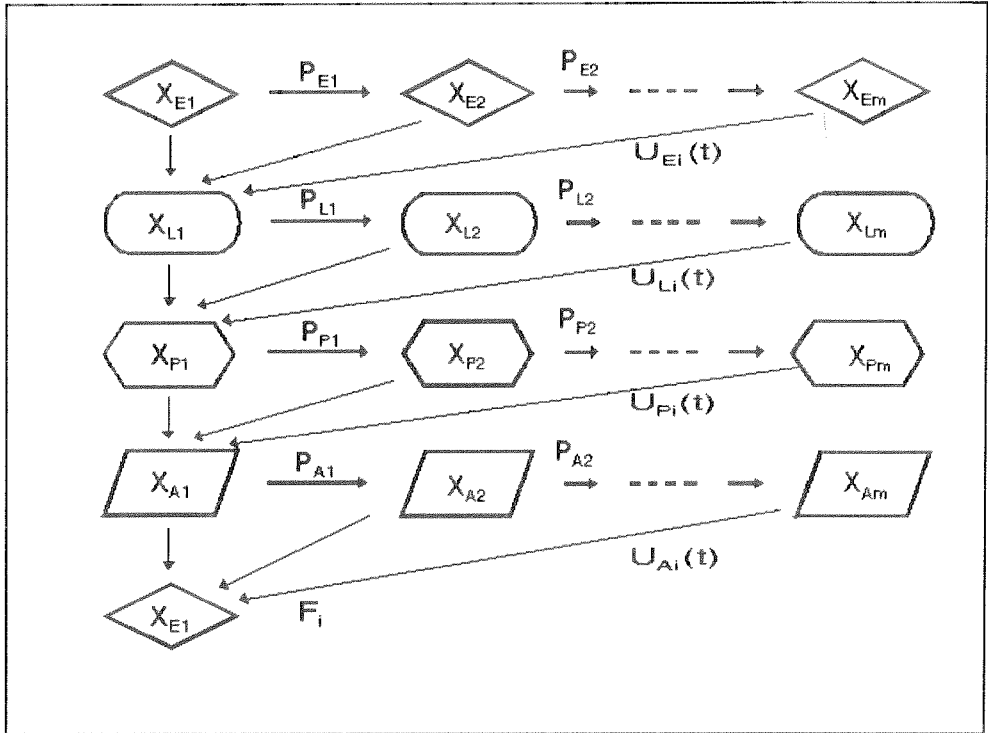 P_E1 P_E2
X_E1 X_E2 X_Em
U_Ei(t)
P_L1 P_L2
X_L1 X_L2 X_Lm
U_Li(t)
P_P1 P_P2
X_P1 X_P2 X_Pm
U_Pi(t)
P_A1 P_A2
X_A1 X_A2 X_Am
U_Ai(t)
X_E1 F_i